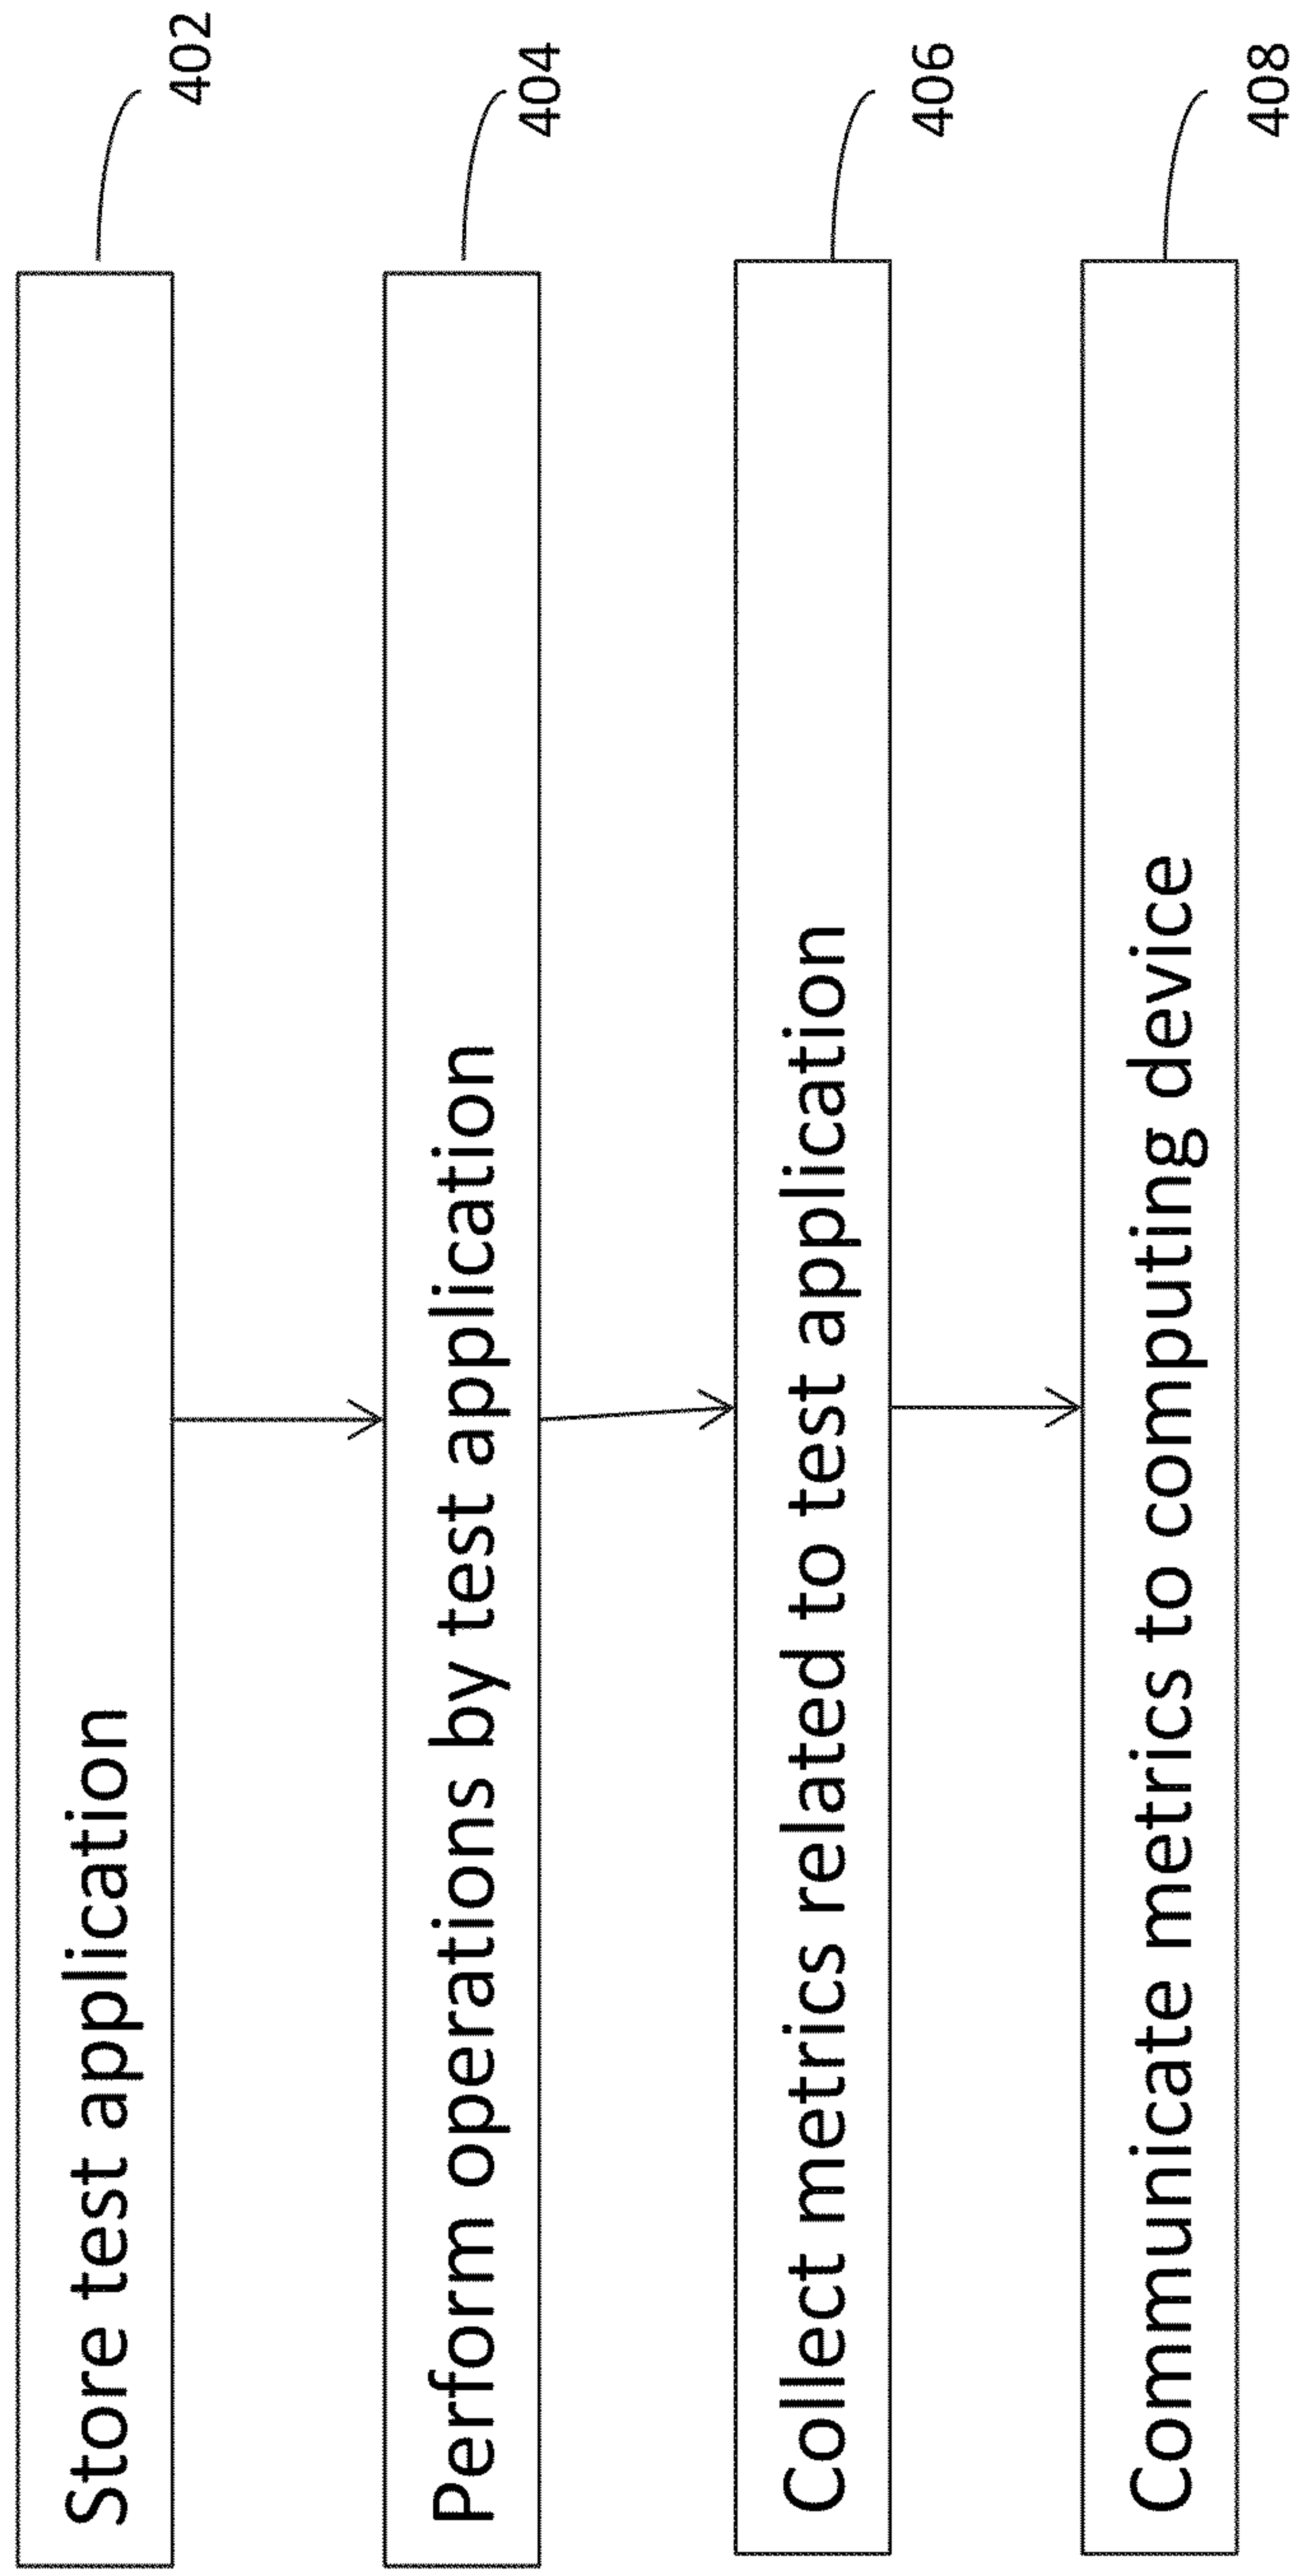 Store test application
402
Perform operations by test application
404
Collect metrics related to test application
406
Communicate metrics to computing device
408